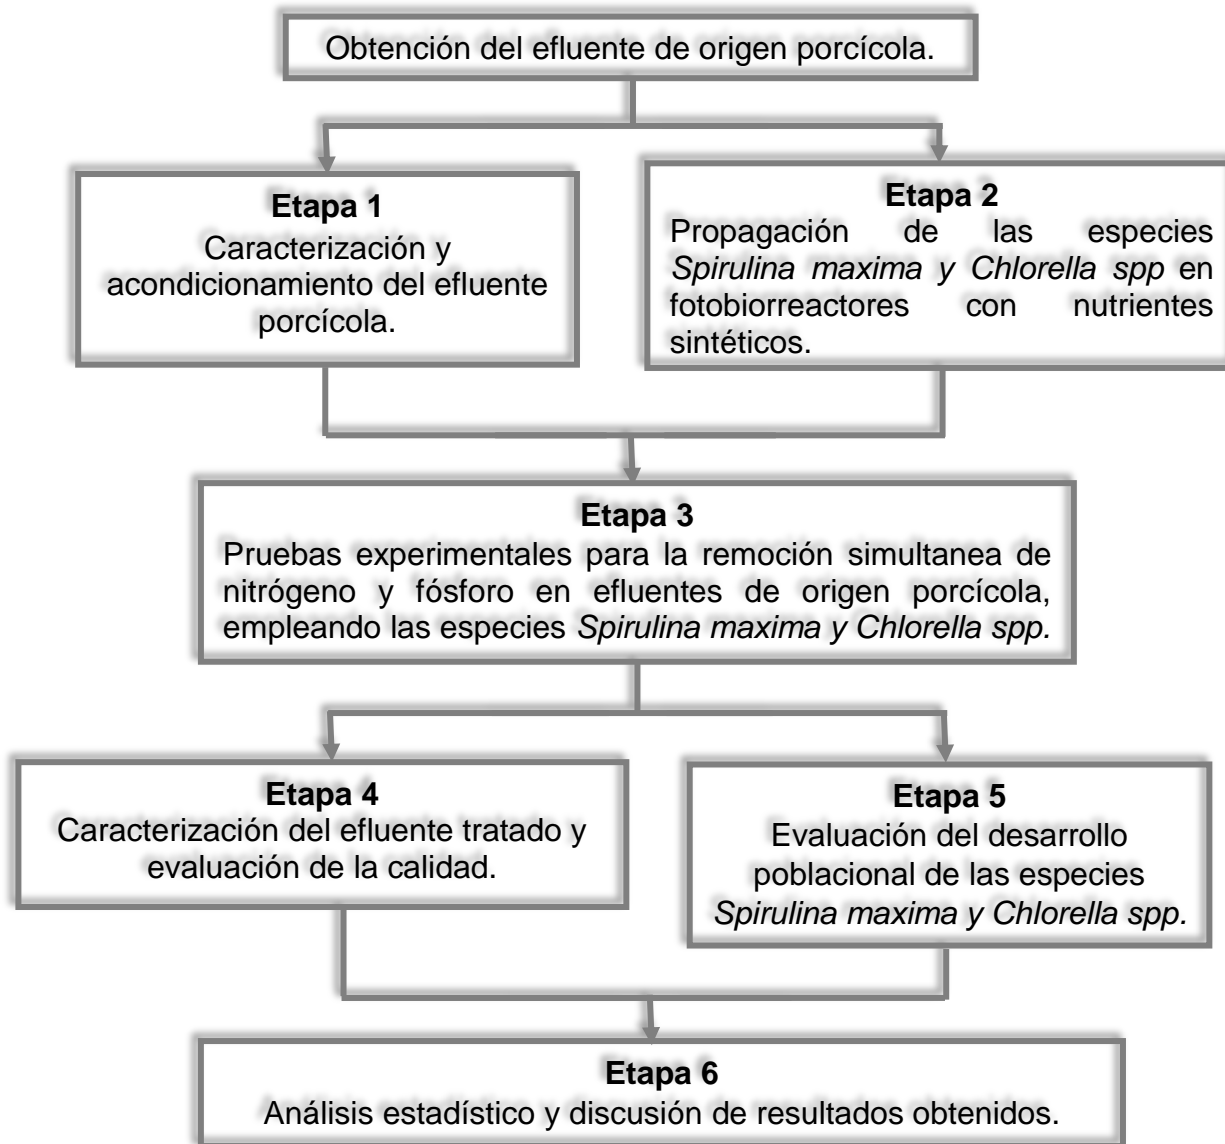 Obtención del efluente de origen porcícola.
Etapa 1
Caracterización y
acondicionamiento del efluente
porcícola.
Etapa 2
Propagación de las especies
Spirulina maxima y Chlorella spp en
fotobiorreactores con nutrientes
sintéticos.
Etapa 3
Pruebas experimentales para la remoción simultanea de
nitrógeno y fósforo en efluentes de origen porcícola,
empleando las especies Spirulina maxima y Chlorella spp.
Etapa 4
Caracterización del efluente tratado y
evaluación de la calidad.
Etapa 5
Evaluación del desarrollo
poblacional de las especies
Spirulina maxima y Chlorella spp.
Etapa 6
Análisis estadístico y discusión de resultados obtenidos.